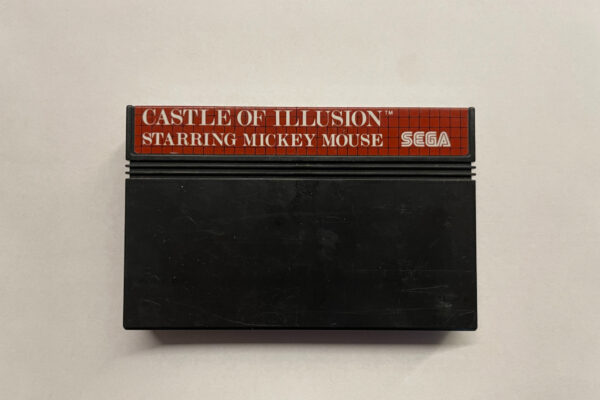 CASTLE OF ILLUSION™
STARRING MICKEY MOUSE
SEGA